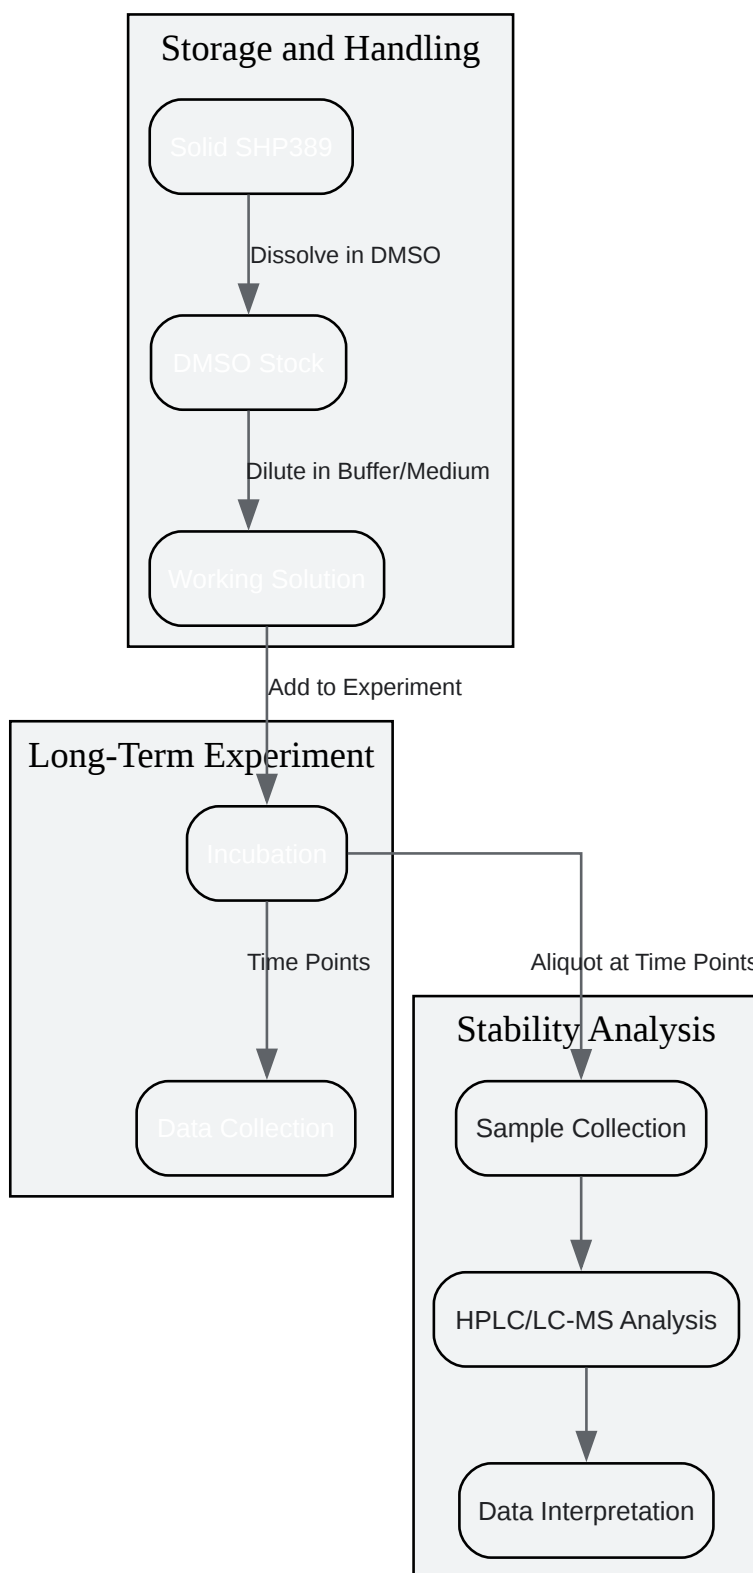 Storage and Handling
Solid SHP389
Dissolve in DMSO
DMSO Stock
Dilute in Buffer/Medium
Working Solution
Add to Experiment
Long-Term Experiment
Incubation
Time Points
Aliquot at Time Points
Stability Analysis
Data Collection
Sample Collection
HPLC/LC-MS Analysis
Data Interpretation